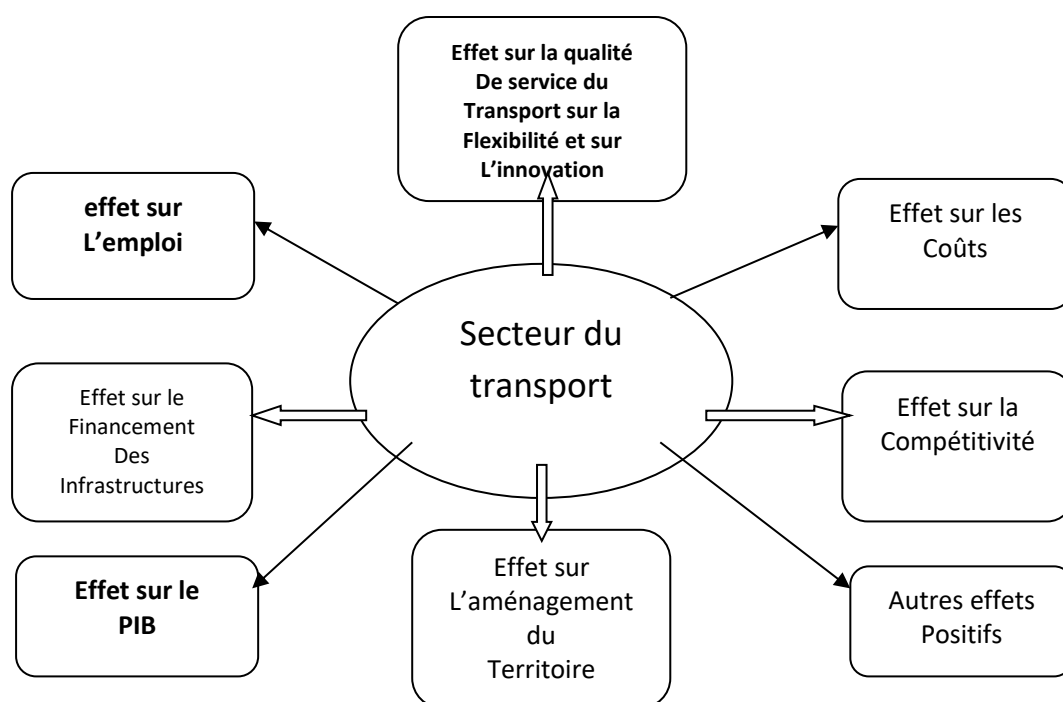 Effet sur la qualité
De service du
Transport sur la
Flexibilité et sur
L’innovation
effet sur
L’emploi
Effet sur les
Coûts
Secteur du
transport
Effet sur le
Financement
Des
Infrastructures
Effet sur la
Compétitivité
Effet sur le
PIB
Effet sur
L’aménagement
du
Territoire
Autres effets
Positifs